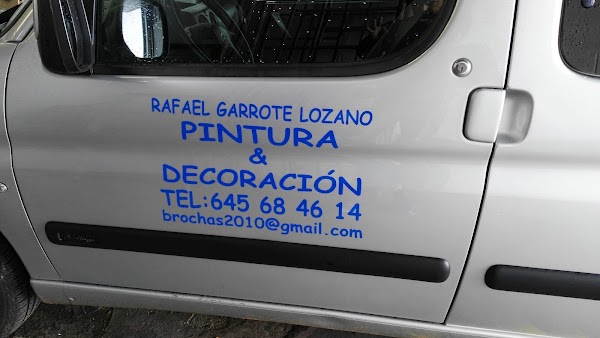 RAFAEL GARROTE LOZANO
PINTURA
&
DECORACIÓN
TEL:645 68 46 14
brochas2010@gmail.com